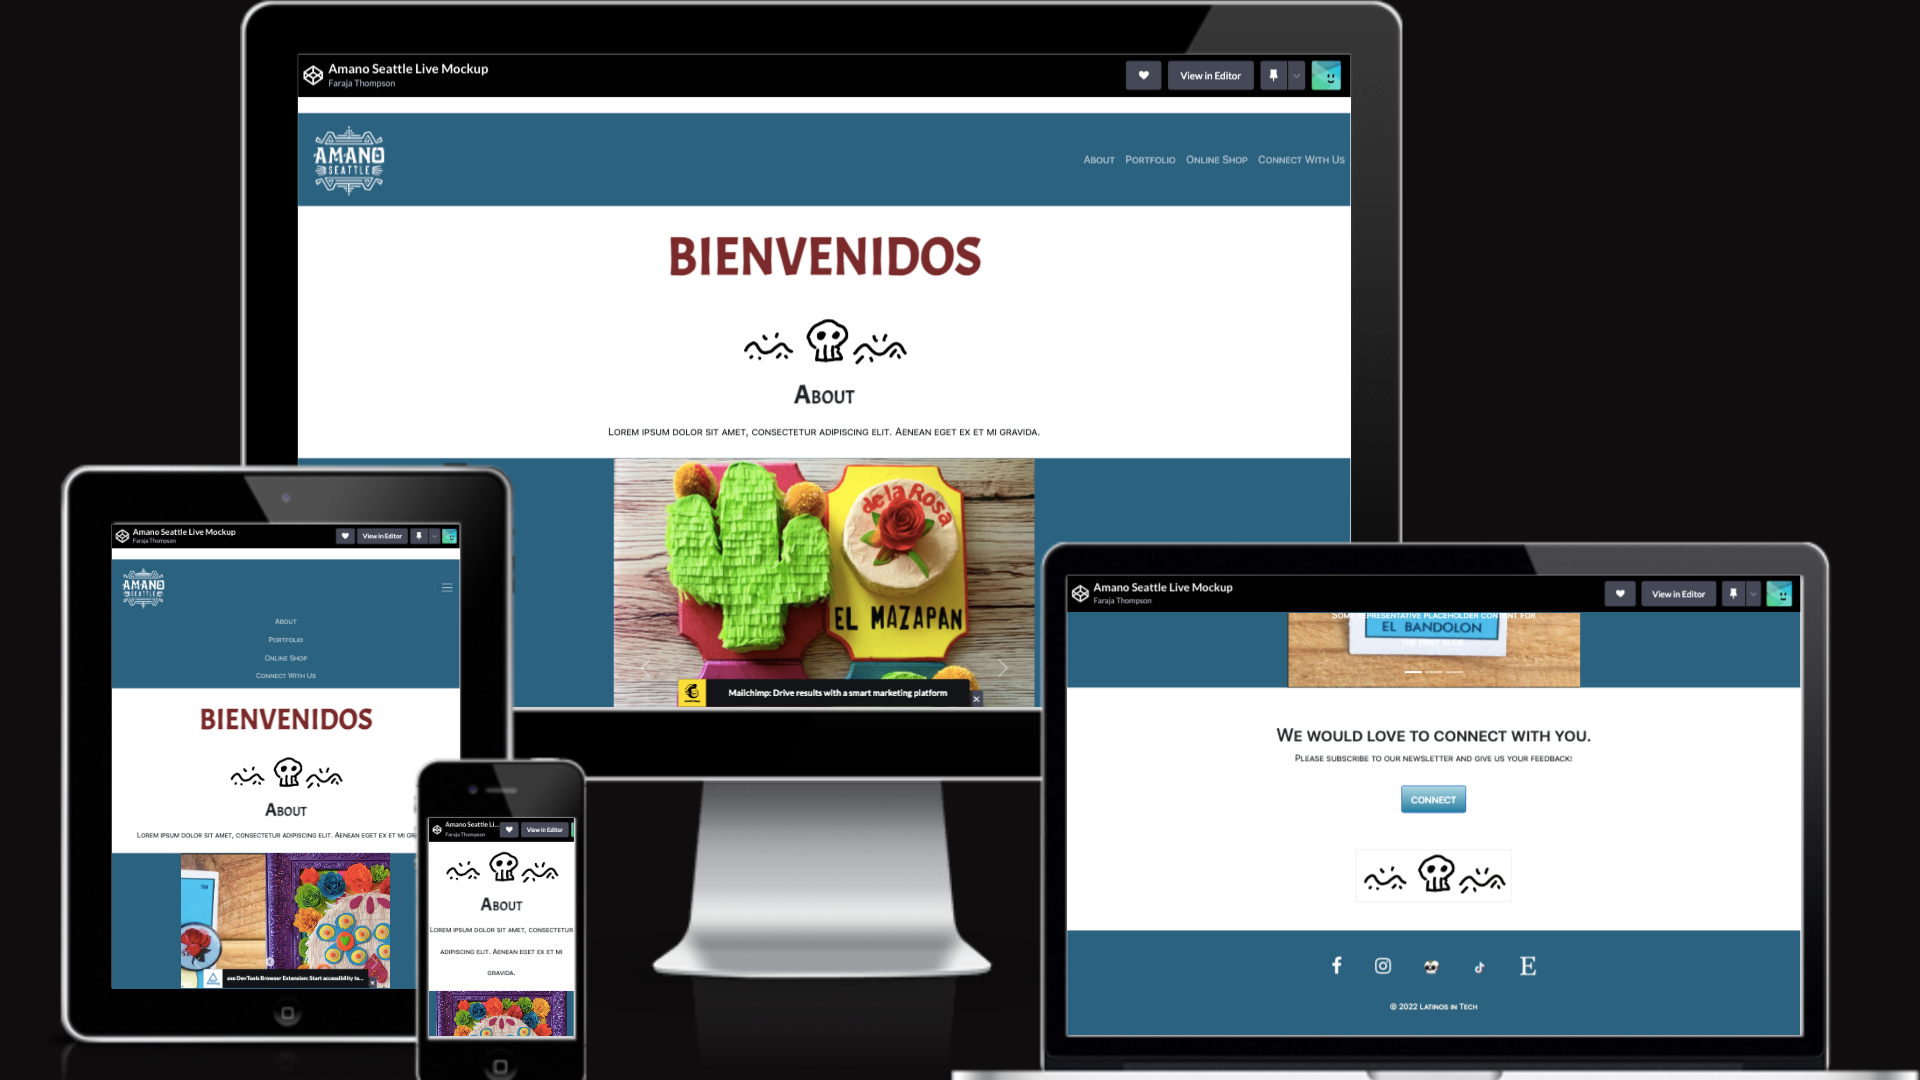 Amano Seattle Live Mockup
Faraja Thompson
View in Editor
AMANO
SEATTLE
About Portfolio Online Shop Connect With Us
BIENVENIDOS
About
Lorem ipsum dolor sit amet, consectetur adipiscing elit. Aenean eget ex et mi gravida.
de la Rosa
EL MAZAPAN
Mailchimp: Drive results with a smart marketing platform
Amano Seattle Live Mockup
Faraja Thompson
View in Editor
AMANO
SEATTLE
About
Portfolio
Online Shop
Connect With Us
BIENVENIDOS
About
Lorem ipsum dolor sit amet, consectetur adipiscing elit. Aenean eget ex et mi gr
axe DevTools Browser Extension: Start accessibility te...
Amano Seattle Li...
Faraja Thompson
View in Editor
About
Lorem ipsum dolor sit amet, consectetur
adipiscing elit. Aenean eget ex et mi
gravida.
Amano Seattle Live Mockup
Faraja Thompson
View in Editor
Some representative placeholder content for
EL BANDOLON
We would love to connect with you.
Please subscribe to our newsletter and give us your feedback!
CONNECT
E
© 2022 Latinos in Tech